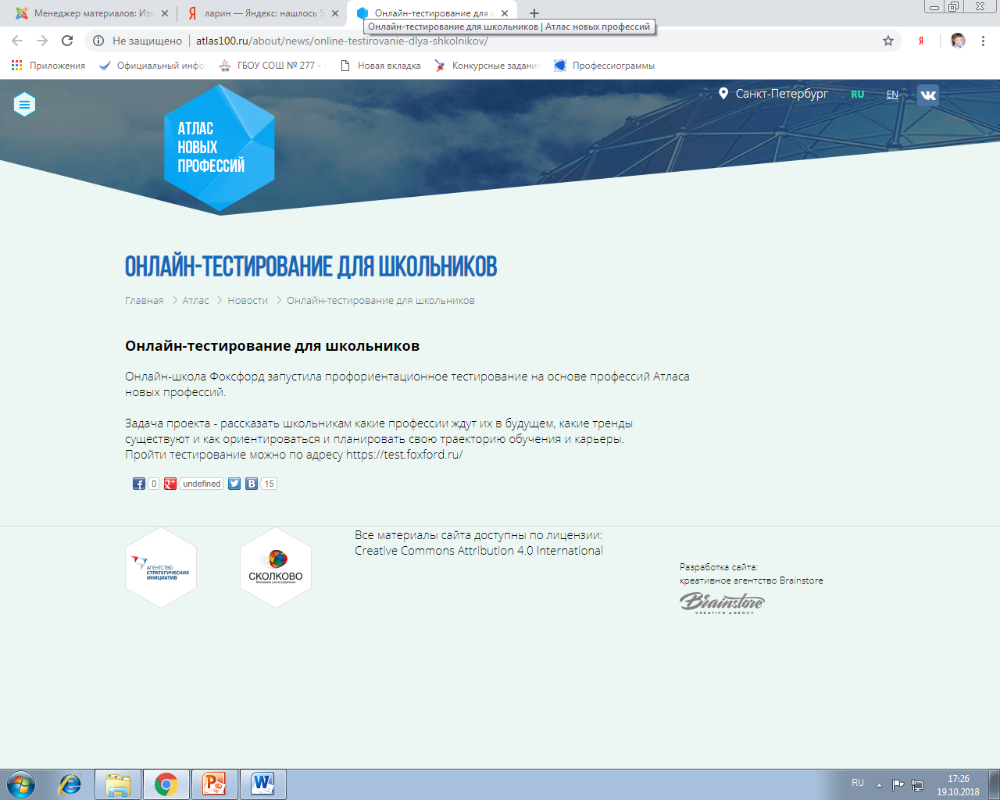 Менеджер материалов: Изм
ларин — Яндекс: нашлось 5
Онлайн-тестирование для ш
Онлайн-тестирование для школьников | Атлас новых профессий
Не защищено
atlas100.ru/about/news/online-testirovanie-dlya-shkolnikov/
Я
Приложения
Официальный инфо
ГБОУ СОШ № 277 -
Новая вкладка
Конкурсные задания
Профессиограммы
АТЛАС
НОВЫХ
ПРОФЕССИЙ
Санкт-Петербург
RU
EN
ОНЛАЙН-ТЕСТИРОВАНИЕ ДЛЯ ШКОЛЬНИКОВ
Главная > Атлас > Новости > Онлайн-тестирование для школьников
Онлайн-тестирование для школьников
Онлайн-школа Фоксфорд запустила профориентационное тестирование на основе профессий Атласа
новых профессий.
Задача проекта - рассказать школьникам какие профессии ждут их в будущем, какие тренды
существуют и как ориентироваться и планировать свою траекторию обучения и карьеры.
Пройти тестирование можно по адресу https://test.foxford.ru/
0
undefined
15
АГЕНТСТВО
СТРАТЕГИЧЕСКИХ
ИНИЦИАТИВ
СКОЛКОВО
Московская школа управления
Все материалы сайта доступны по лицензии:
Creative Commons Attribution 4.0 International
Разработка сайта:
креативное агентство Brainstore
Brainstore
CREATIVE AGENCY
RU
17:26
19.10.2018